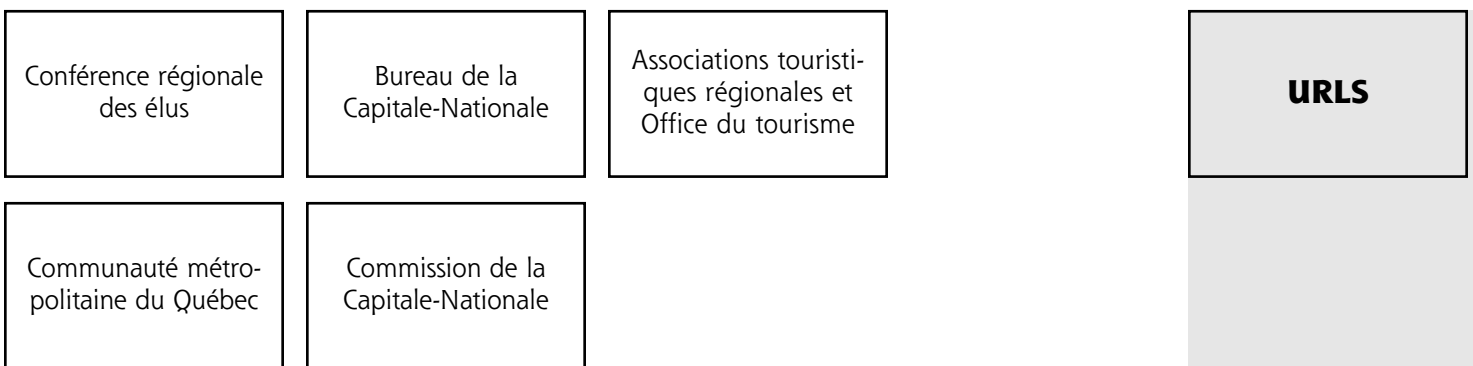 Conférence régionale
des élus
Bureau de la
Capitale-Nationale
Associations touristi-
ques régionales et
Office du tourisme
URLS
Communauté métro-
politaine du Québec
Commission de la
Capitale-Nationale